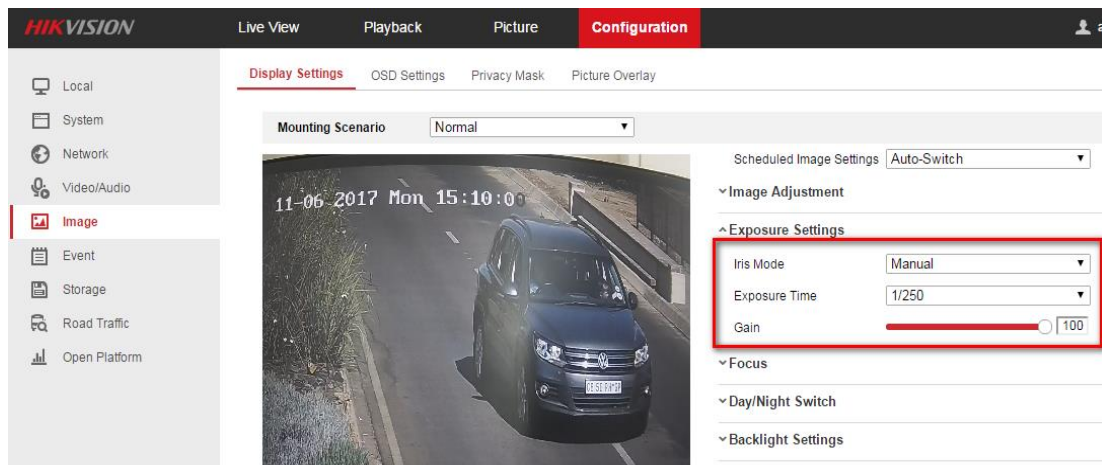 HIKVISION
Live View Playback Picture Configuration
Display Settings OSD Settings Privacy Mask Picture Overlay
Local
System
Network
Video/Audio
Image
Event
Storage
Road Traffic
Open Platform
Mounting Scenario Normal
11-06-2017 Mon 15:10:0
Scheduled Image Settings Auto-Switch
Image Adjustment
Exposure Settings
Iris Mode Manual
Exposure Time 1/250
Gain 100
Focus
Day/Night Switch
Backlight Settings